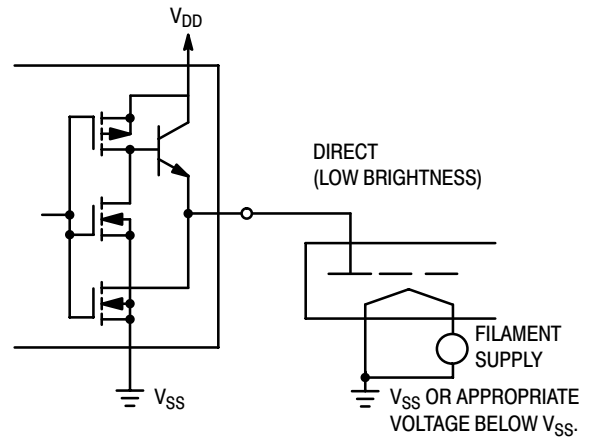 VDD
DIRECT
(LOW BRIGHTNESS)
FILAMENT
SUPPLY
VSS
VSS OR APPROPRIATE
VOLTAGE BELOW VSS.